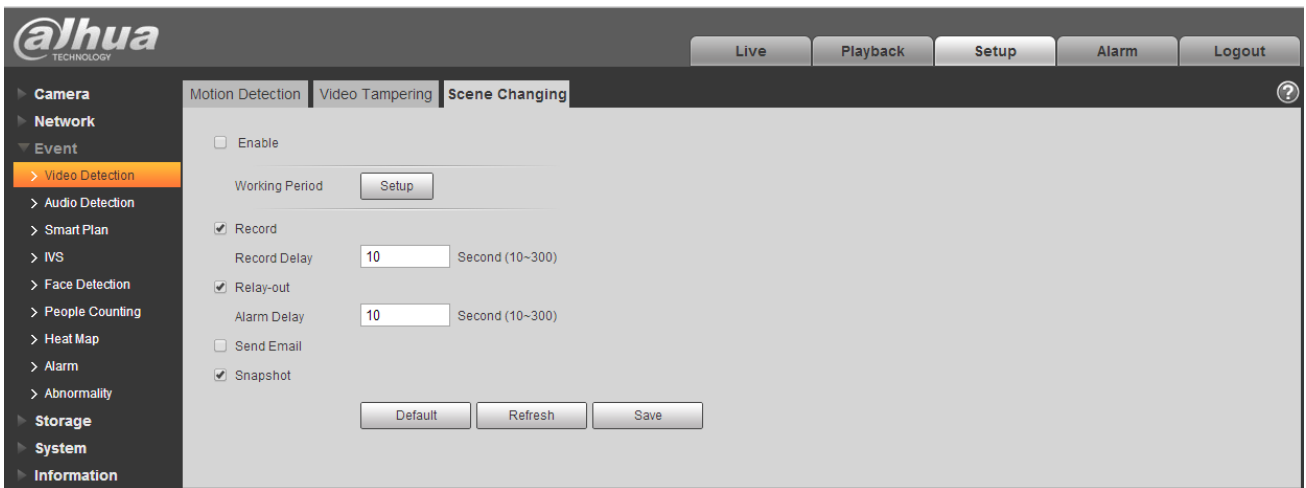 alhua
TECHNOLOGY
Live
Playback
Setup
Alarm
Logout
Camera
Network
Event
Video Detection
Audio Detection
Smart Plan
IVS
Face Detection
People Counting
Heat Map
Alarm
Abnormality
Storage
System
Information
Motion Detection
Video Tampering
Scene Changing
?
Enable
Working Period Setup
Record
Record Delay 10 Second (10~300)
Relay-out
Alarm Delay 10 Second (10~300)
Send Email
Snapshot
Default Refresh Save